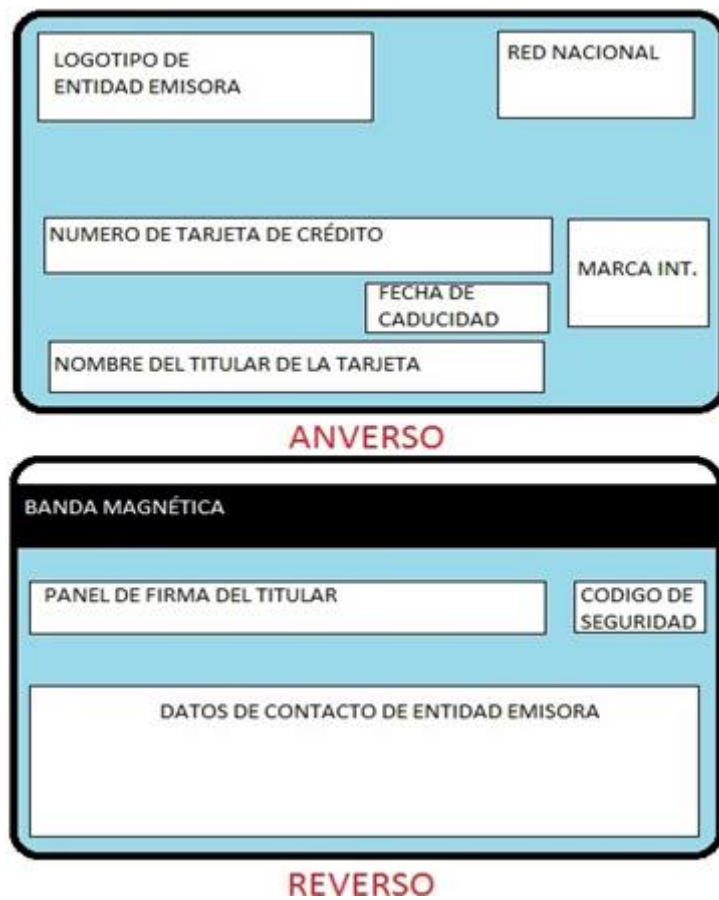 LOGOTIPO DE
ENTIDAD EMISORA
RED NACIONAL
NUMERO DE TARJETA DE CRÉDITO
MARCA INT.
FECHA DE
CADUCIDAD
NOMBRE DEL TITULAR DE LA TARJETA
ANVERSO
BANDA MAGNÉTICA
PANEL DE FIRMA DEL TITULAR
CODIGO DE
SEGURIDAD
DATOS DE CONTACTO DE ENTIDAD EMISORA
REVERSO